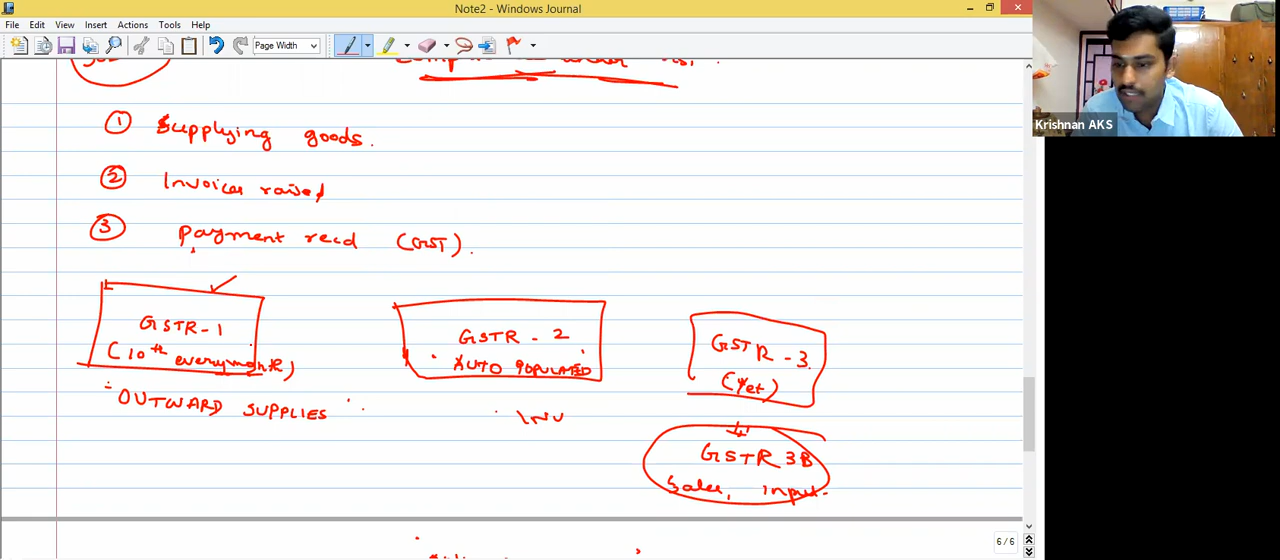 Note2 - Windows Journal
File Edit View Insert Actions Tools Help
Page Width
Krishnan AKS
① Supplying goods.
② Invoices raised
③ payment recd (GST).
GSTR-1
(10th every month)
OUTWARD SUPPLIES
GSTR - 2
AUTO POPULATED
INV
GSTR - 3
(Yet)
GSTR 3B
Sales, input.
6 / 6